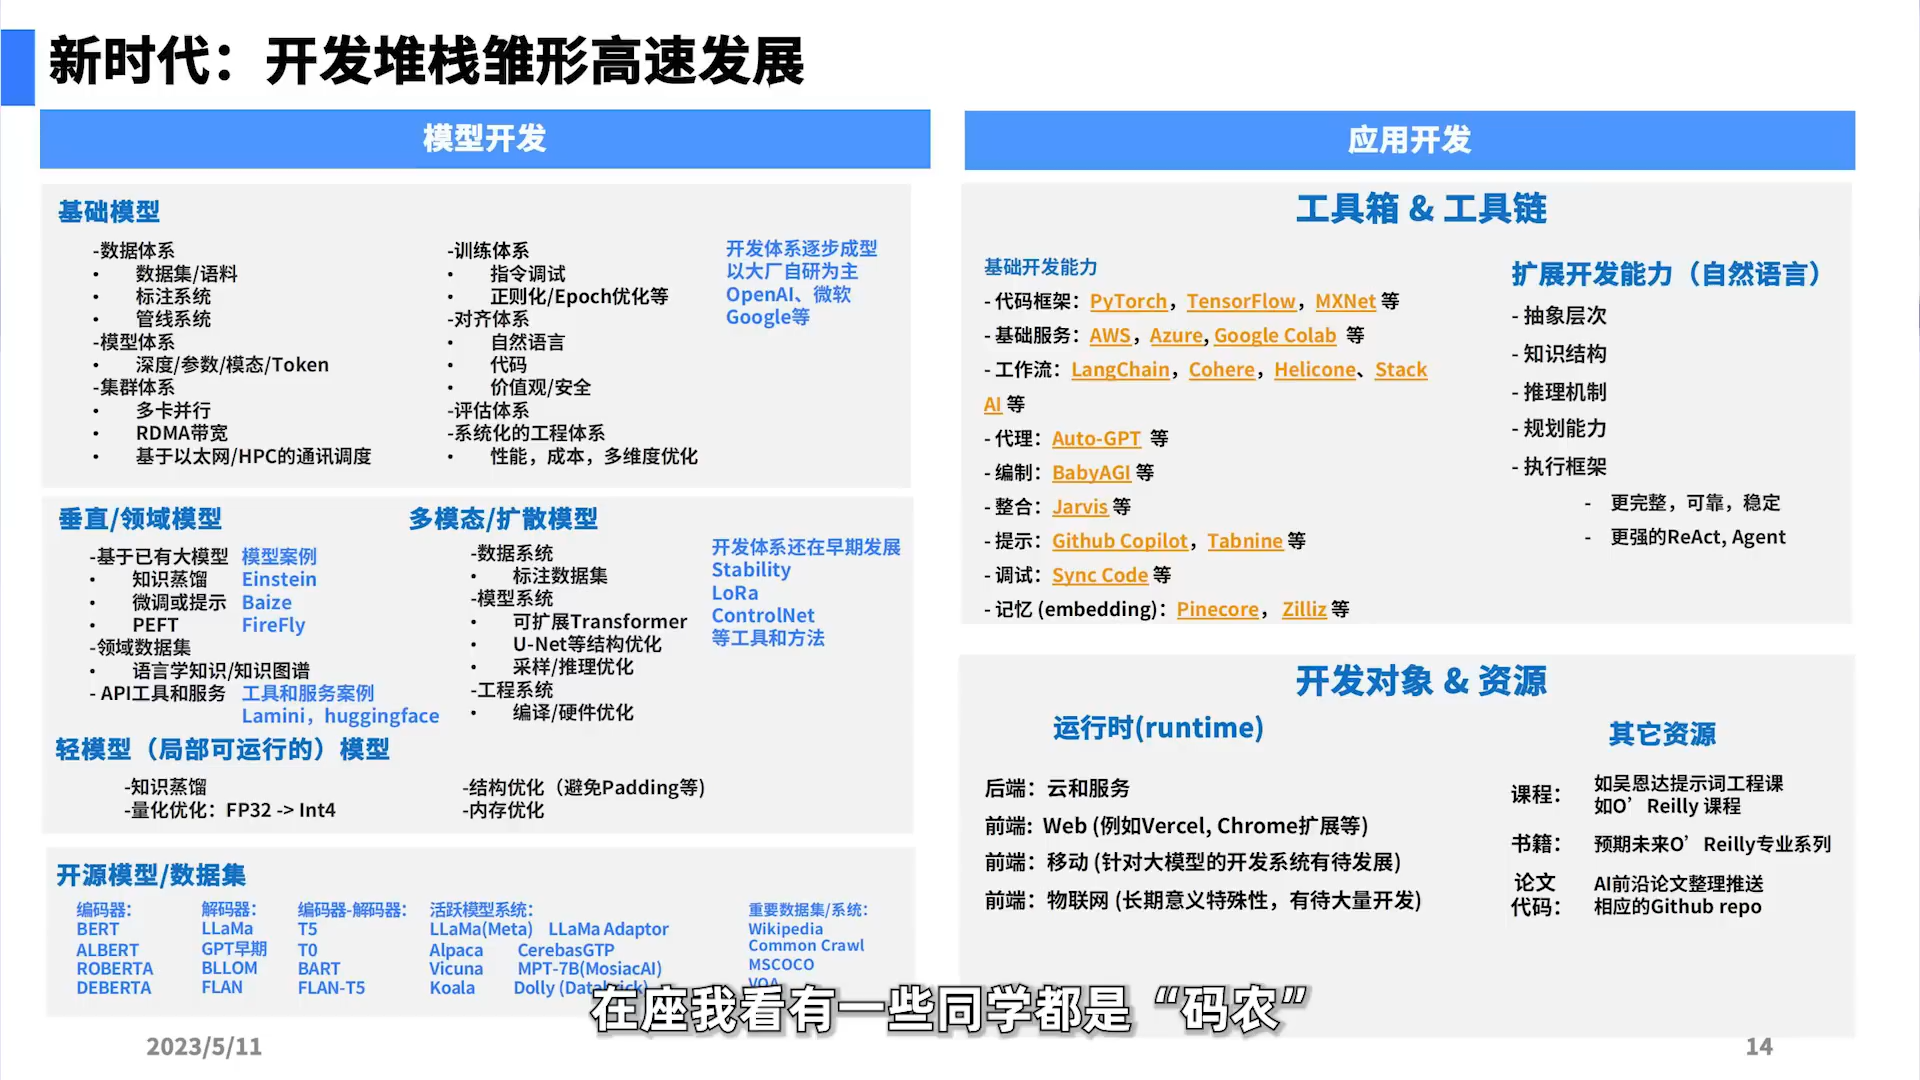 新时代：开发堆栈雏形高速发展
模型开发
基础模型
-数据体系
• 数据集/语料
• 标注系统
• 管线系统
-模型体系
• 深度/参数/模态/Token
-集群体系
• 多卡并行
• RDMA带宽
• 基于以太网/HPC的通讯调度
-训练体系
• 指令调试
• 正则化/Epoch优化等
-对齐体系
• 自然语言
• 代码
• 价值观/安全
-评估体系
-系统化的工程体系
• 性能，成本，多维度优化
开发体系逐步成型
以大厂自研为主
OpenAI、微软
Google等
垂直/领域模型
-基于已有大模型 模型案例
• 知识蒸馏 Einstein
• 微调或提示 Baize
• PEFT FireFly
-领域数据集
• 语言学知识/知识图谱
- API工具和服务 工具和服务案例
Lamini，huggingface
多模态/扩散模型
-数据系统
• 标注数据集
-模型系统
• 可扩展Transformer
• U-Net等结构优化
• 采样/推理优化
-工程系统
• 编译/硬件优化
开发体系还在早期发展
Stability
LoRa
ControlNet
等工具和方法
轻模型（局部可运行的）模型
-知识蒸馏
-量化优化：FP32 -> Int4
-结构优化（避免Padding等)
-内存优化
开源模型/数据集
编码器：
BERT
ALBERT
ROBERTA
DEBERTA
解码器：
LLaMa
GPT早期
BLLOM
FLAN
编码器-解码器：
T5
T0
BART
FLAN-T5
活跃模型系统：
LLaMa(Meta) LLaMa Adaptor
Alpaca CerebasGTP
Vicuna MPT-7B(MosiacAI)
Koala Dolly (Databrick)
重要数据集/系统：
Wikipedia
Common Crawl
MSCOCO
VQA
应用开发
工具箱 & 工具链
基础开发能力
- 代码框架：PyTorch，TensorFlow，MXNet 等
- 基础服务：AWS，Azure, Google Colab 等
- 工作流：LangChain，Cohere，Helicone、Stack
AI 等
- 代理：Auto-GPT 等
- 编制：BabyAGI 等
- 整合：Jarvis 等
- 提示：Github Copilot，Tabnine 等
- 调试：Sync Code 等
- 记忆 (embedding)：Pinecore，Zilliz 等
扩展开发能力（自然语言）
- 抽象层次
- 知识结构
- 推理机制
- 规划能力
- 执行框架
- 更完整，可靠，稳定
- 更强的ReAct, Agent
开发对象 & 资源
运行时(runtime)
后端：云和服务
前端：Web (例如Vercel, Chrome扩展等)
前端：移动 (针对大模型的开发系统有待发展)
前端：物联网 (长期意义特殊性，有待大量开发)
其它资源
课程： 如吴恩达提示词工程课
如O’Reilly 课程
书籍： 预期未来O’Reilly专业系列
论文 AI前沿论文整理推送
代码： 相应的Github repo
在座我看有一些同学都是“码农”
2023/5/11
14